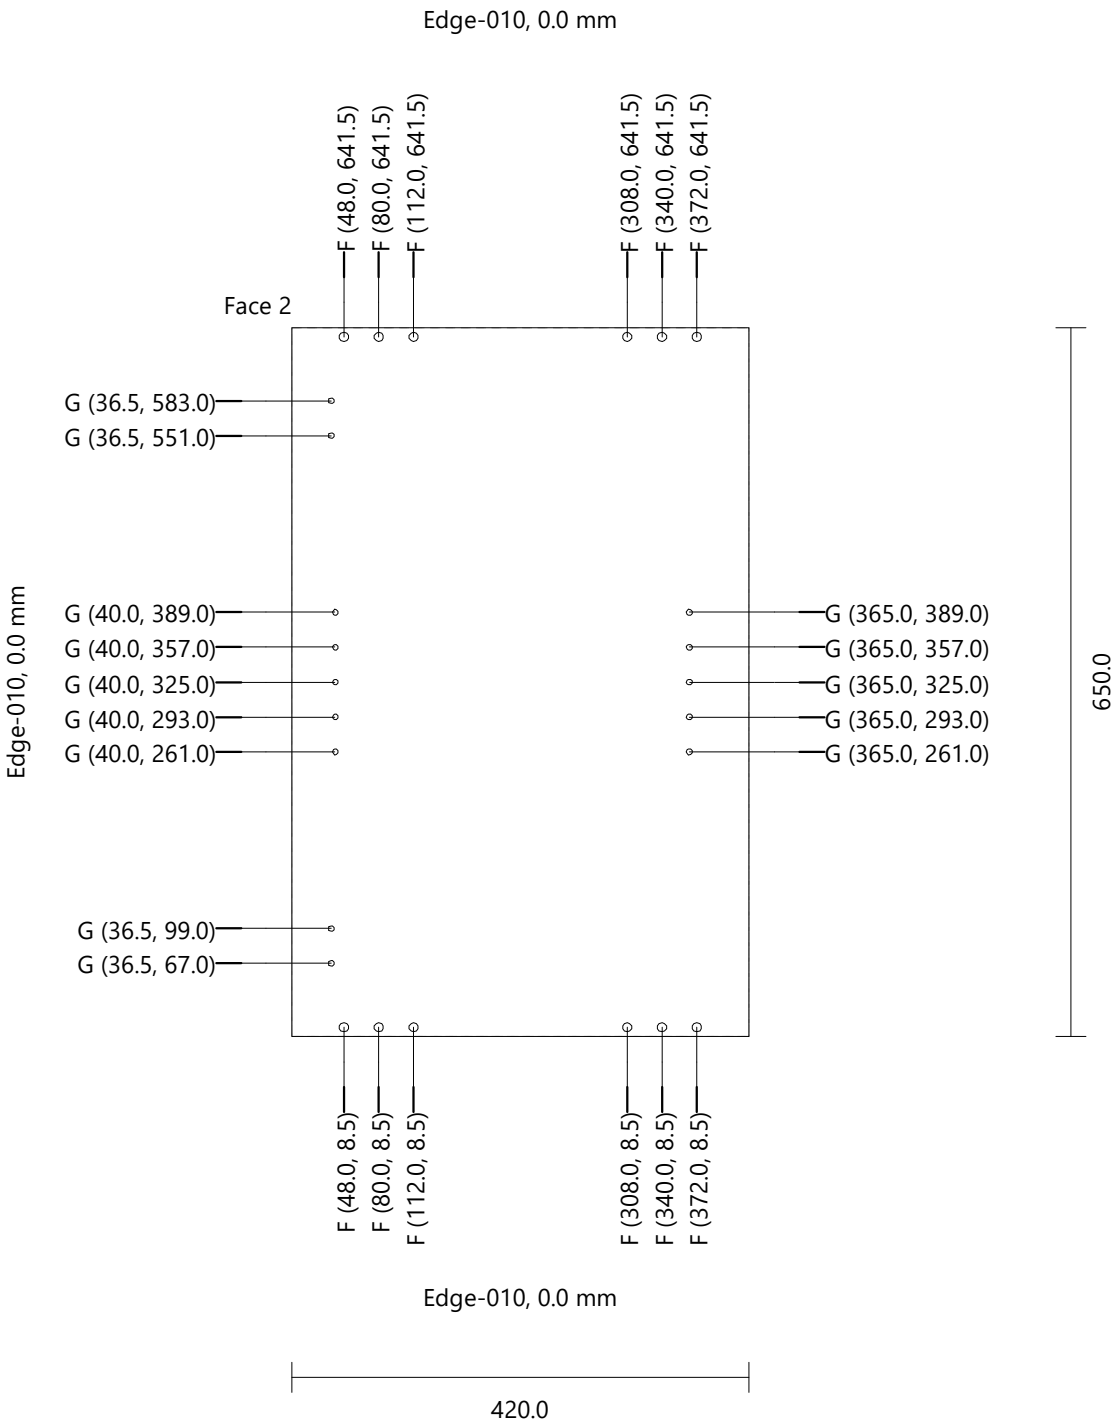 Edge-010, 0.0 mm
F (48.0, 641.5)
F (80.0, 641.5)
F (112.0, 641.5)
F (308.0, 641.5)
F (340.0, 641.5)
F (372.0, 641.5)
Face 2
G (36.5, 583.0)
G (36.5, 551.0)
Edge-010, 0.0 mm
G (40.0, 389.0)
G (40.0, 357.0)
G (40.0, 325.0)
G (40.0, 293.0)
G (40.0, 261.0)
G (365.0, 389.0)
G (365.0, 357.0)
G (365.0, 325.0)
G (365.0, 293.0)
G (365.0, 261.0)
650.0
G (36.5, 99.0)
G (36.5, 67.0)
F (48.0, 8.5)
F (80.0, 8.5)
F (112.0, 8.5)
F (308.0, 8.5)
F (340.0, 8.5)
F (372.0, 8.5)
Edge-010, 0.0 mm
420.0